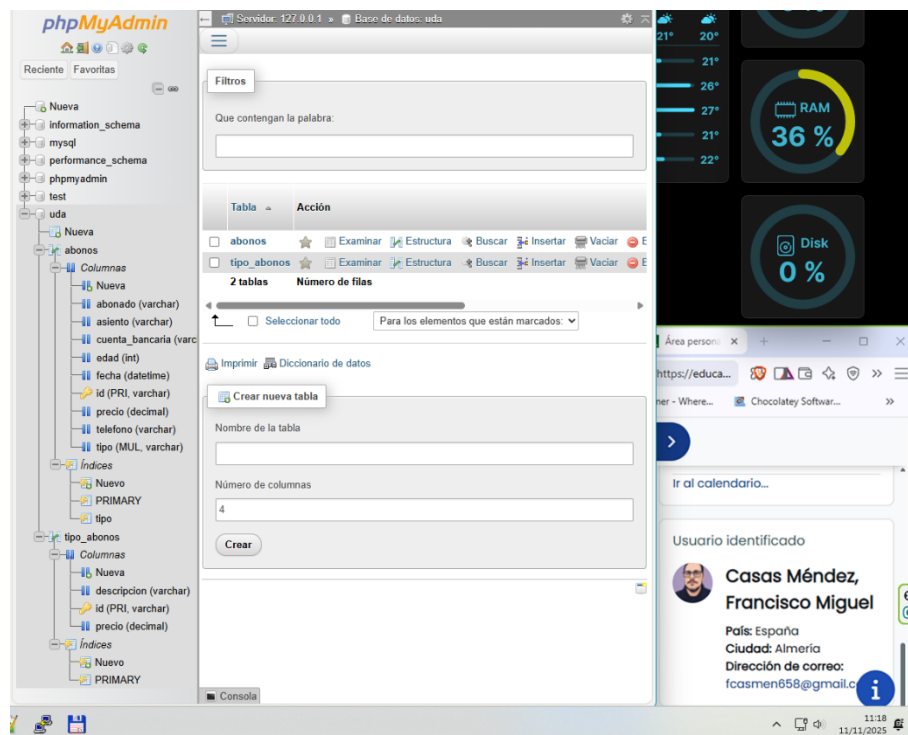 phpMyAdmin
Reciente Favoritas
Nueva
information_schema
mysql
performance_schema
phpmyadmin
test
uda
Nueva
abonos
Columnas
Nueva
abonado (varchar)
asiento (varchar)
cuenta_bancaria (varc
edad (int)
fecha (datetime)
id (PRI, varchar)
precio (decimal)
telefono (varchar)
tipo (MUL, varchar)
Índices
Nuevo
PRIMARY
tipo
tipo_abonos
Columnas
Nueva
descripcion (varchar)
id (PRI, varchar)
precio (decimal)
Índices
Nuevo
PRIMARY
Servidor: 127.0.0.1 » Base de datos: uda
Filtros
Que contengan la palabra:
Tabla Acción
abonos Examinar Estructura Buscar Insertar Vaciar E
tipo_abonos Examinar Estructura Buscar Insertar Vaciar E
2 tablas Número de filas
Seleccionar todo Para los elementos que están marcados:
Imprimir Diccionario de datos
Crear nueva tabla
Nombre de la tabla
Número de columnas
4
Crear
Consola
21° 20°
21°
26°
27°
21°
22°
RAM
36 %
Disk
0 %
Área persona
https://educa...
ner - Where... Chocolatey Softwar...
Ir al calendario...
Usuario identificado
Casas Méndez,
Francisco Miguel
País: España
Ciudad: Almería
Dirección de correo:
fcasmen658@gmail.c
11:18
11/11/2025